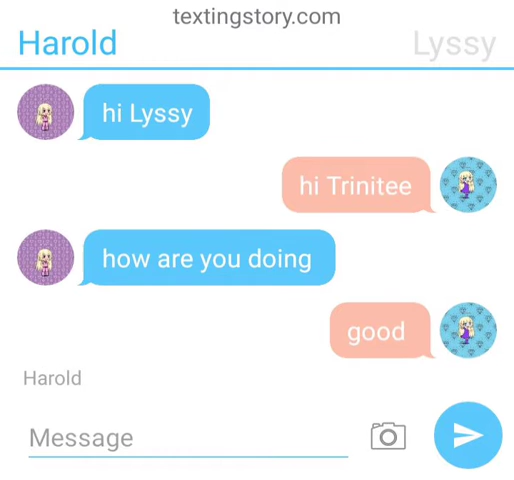 textingstory.com
Harold Lyssy
hi Lyssy
hi Trinitee
how are you doing
good
Harold
Message